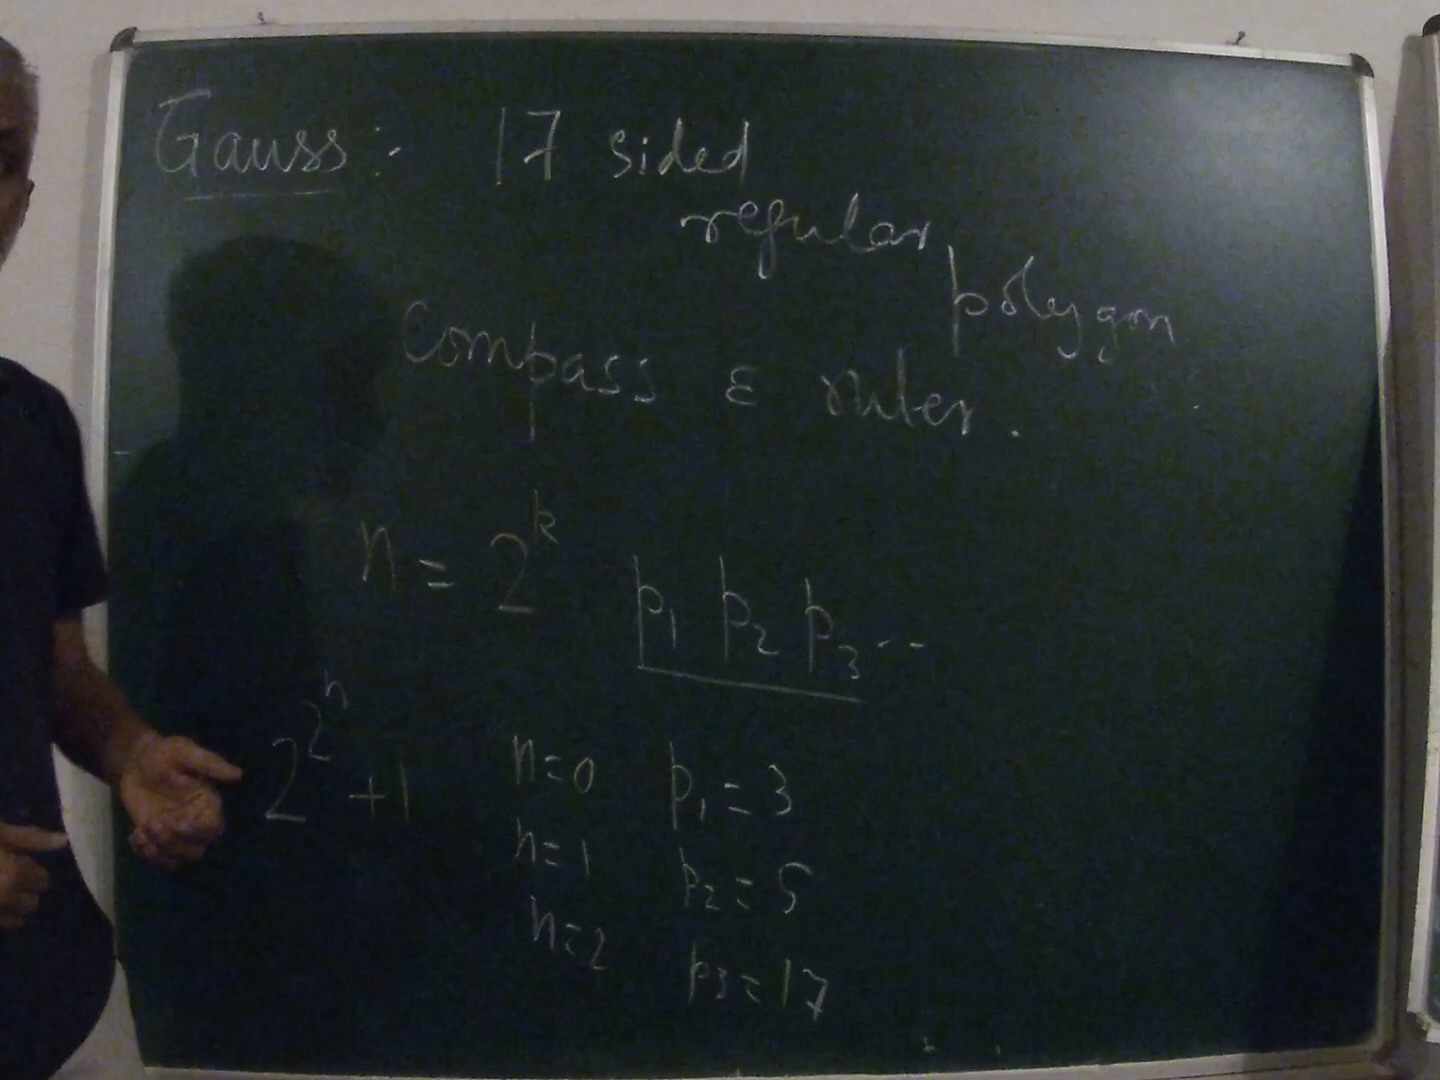 Gauss : 17 sided
regular
polygon
Compass & ruler.
n = 2^k p₁ p₂ p₃ ...
2^2^n + 1
n=0 p₁ = 3
n=1 p₂ = 5
n=2 p₃ = 17